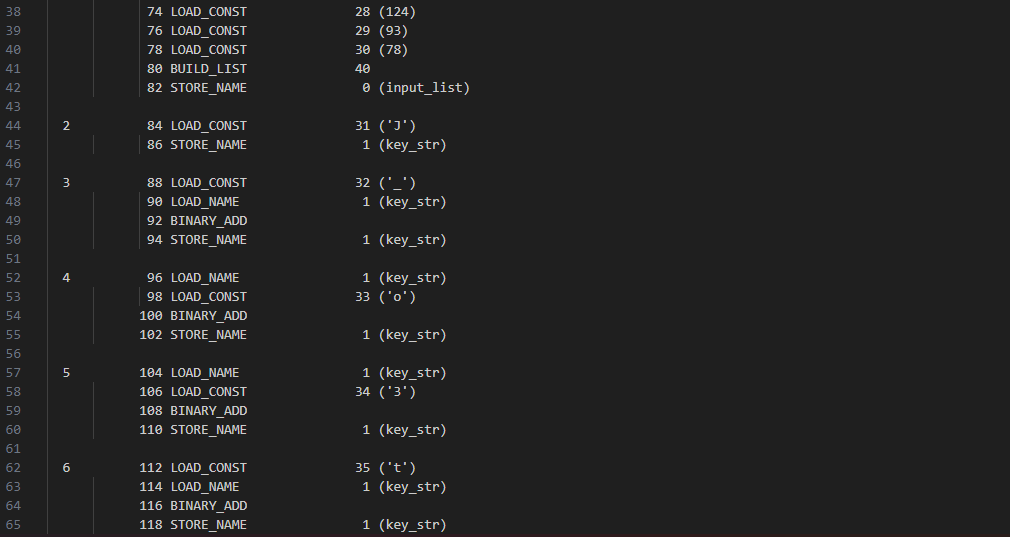 38 74 LOAD_CONST 28 (124)
39 76 LOAD_CONST 29 (93)
40 78 LOAD_CONST 30 (78)
41 80 BUILD_LIST 40
42 82 STORE_NAME 0 (input_list)
43
44 2 84 LOAD_CONST 31 ('J')
45 86 STORE_NAME 1 (key_str)
46
47 3 88 LOAD_CONST 32 ('_')
48 90 LOAD_NAME 1 (key_str)
49 92 BINARY_ADD
50 94 STORE_NAME 1 (key_str)
51
52 4 96 LOAD_NAME 1 (key_str)
53 98 LOAD_CONST 33 ('o')
54 100 BINARY_ADD
55 102 STORE_NAME 1 (key_str)
56
57 5 104 LOAD_NAME 1 (key_str)
58 106 LOAD_CONST 34 ('3')
59 108 BINARY_ADD
60 110 STORE_NAME 1 (key_str)
61
62 6 112 LOAD_CONST 35 ('t')
63 114 LOAD_NAME 1 (key_str)
64 116 BINARY_ADD
65 118 STORE_NAME 1 (key_str)